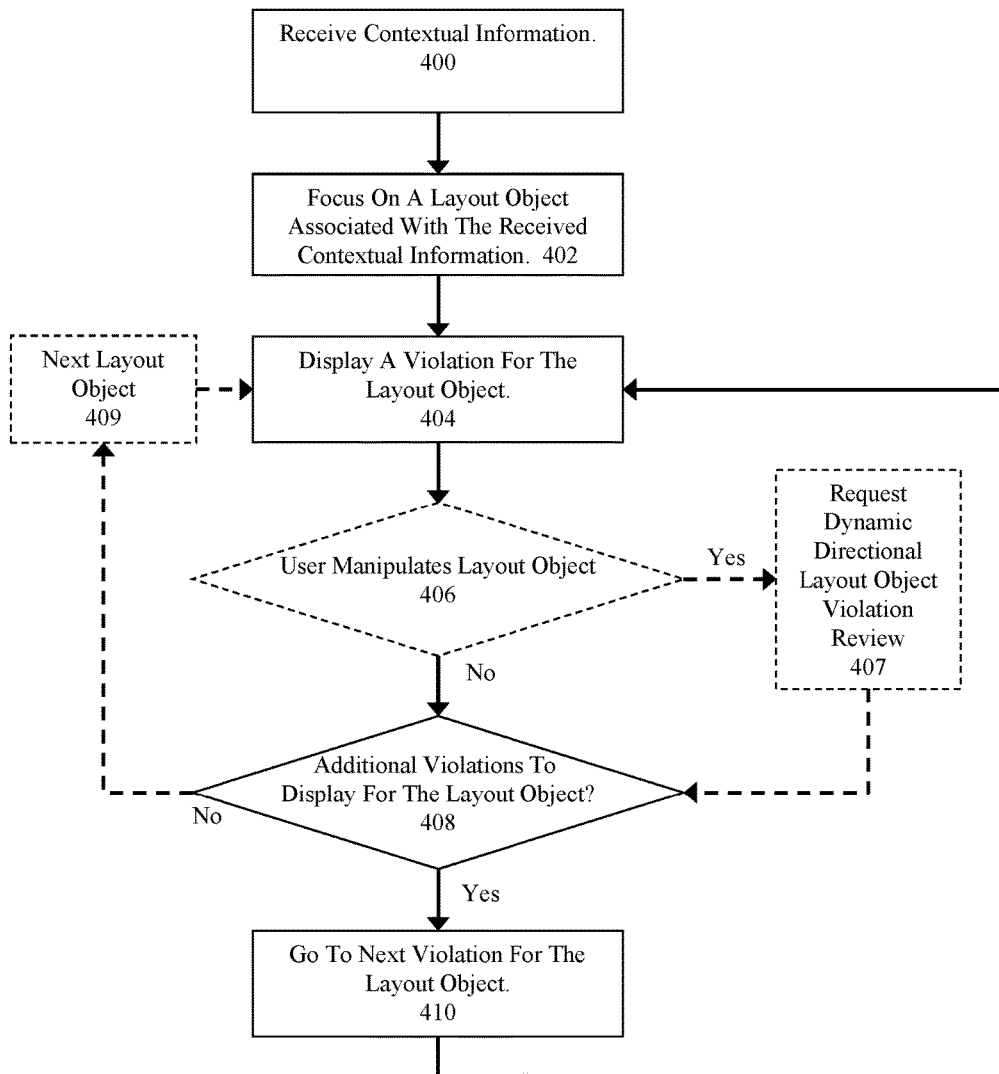 Receive Contextual Information.
400
Focus On A Layout Object
Associated With The Received
Contextual Information. 402
Next Layout
Object
409
Display A Violation For The
Layout Object.
404
User Manipulates Layout Object
406
Yes
Request
Dynamic
Directional
Layout Object
Violation
Review
407
No
Additional Violations To
Display For The Layout Object?
408
No
Yes
Go To Next Violation For The
Layout Object.
410